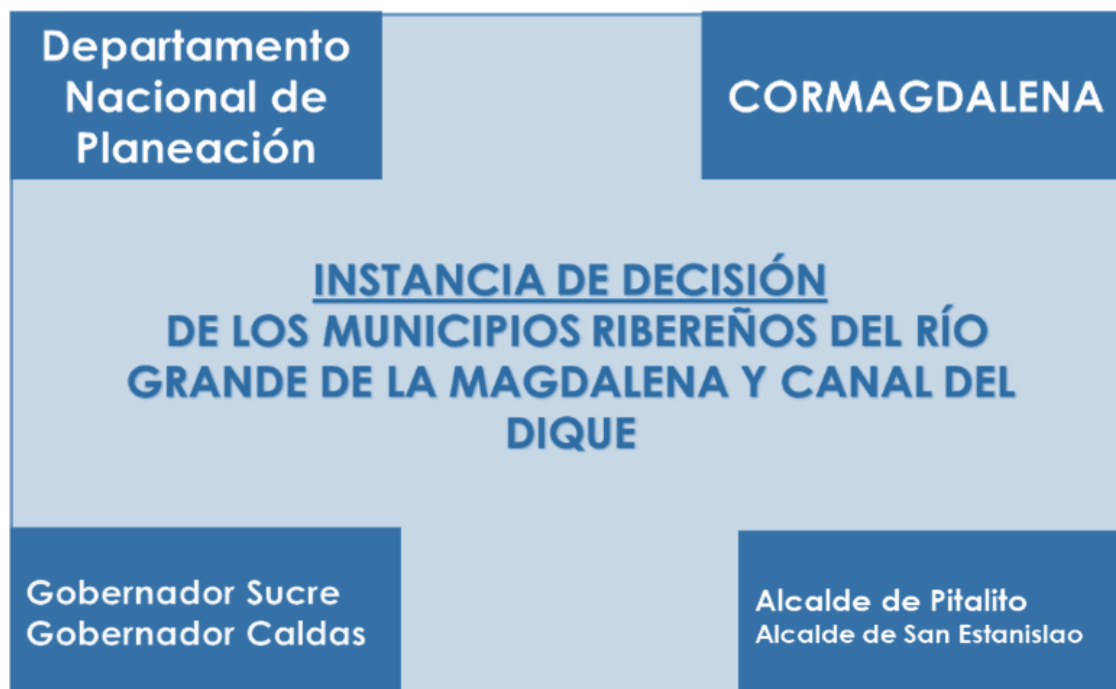 Departamento
Nacional de
Planeación
CORMAGDALENA
INSTANCIA DE DECISIÓN
DE LOS MUNICIPIOS RIBEREÑOS DEL RÍO
GRANDE DE LA MAGDALENA Y CANAL DEL
DIQUE
Gobernador Sucre
Gobernador Caldas
Alcalde de Pitalito
Alcalde de San Estanislao